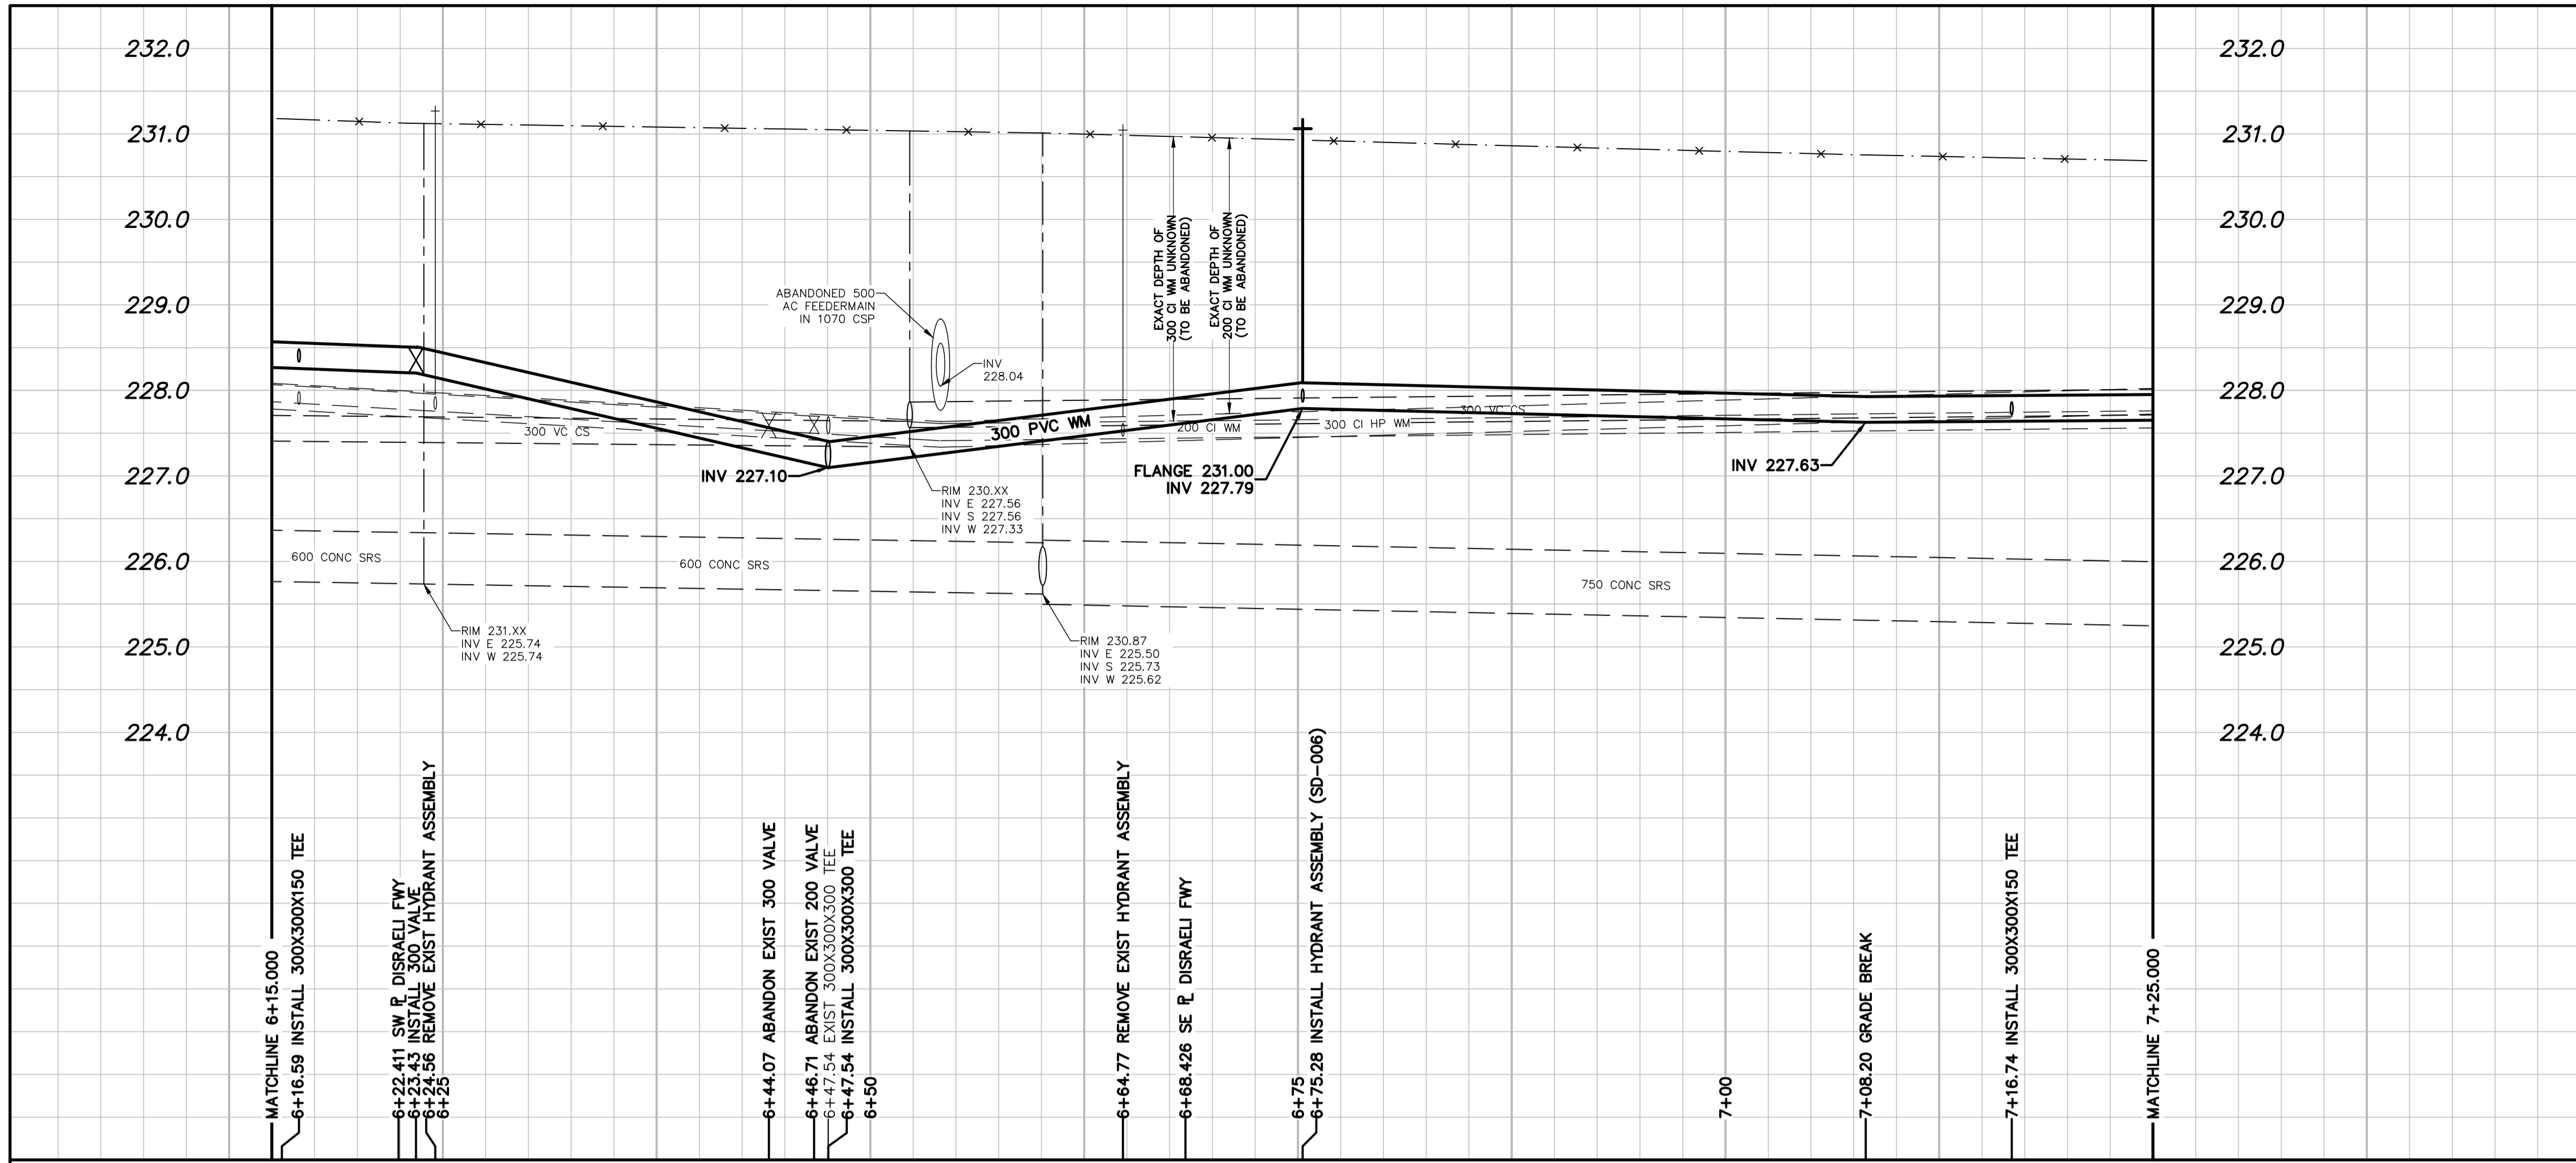 232.0
232.0
231.0
231.0
230.0
230.0
229.0
229.0
228.0
228.0
227.0
227.0
226.0
226.0
225.0
225.0
224.0
224.0
ABANDONED 500
AC FEEDERMAIN
IN 1070 CSP
INV
228.04
EXACT DEPTH OF
300 CI WM UNKNOWN
(TO BE ABANDONED)
EXACT DEPTH OF
200 CI WM UNKNOWN
(TO BE ABANDONED)
300 VC CS
300 PVC WM
200 CI WM
300 CI HP WM
300 VC CS
INV 227.10
FLANGE 231.00
INV 227.79
INV 227.63
RIM 230.XX
INV E 227.56
INV S 227.56
INV W 227.33
600 CONC SRS
600 CONC SRS
750 CONC SRS
RIM 231.XX
INV E 225.74
INV W 225.74
RIM 230.87
INV E 225.50
INV S 225.73
INV W 225.62
MATCHLINE 6+15.000
6+16.59 INSTALL 300X300X150 TEE
6+22.411 SW PL DISRAELI FWY
6+23.43 INSTALL 300 VALVE
6+24.56 REMOVE EXIST HYDRANT ASSEMBLY
6+25
6+44.07 ABANDON EXIST 300 VALVE
6+46.71 ABANDON EXIST 200 VALVE
6+47.54 EXIST 300X300X300X300 TEE
6+47.54 INSTALL 300X300X300 TEE
6+50
6+64.77 REMOVE EXIST HYDRANT ASSEMBLY
6+68.426 SE PL DISRAELI FWY
6+75
6+75.28 INSTALL HYDRANT ASSEMBLY (SD-006)
7+00
7+08.20 GRADE BREAK
7+16.74 INSTALL 300X300X150 TEE
MATCHLINE 7+25.000